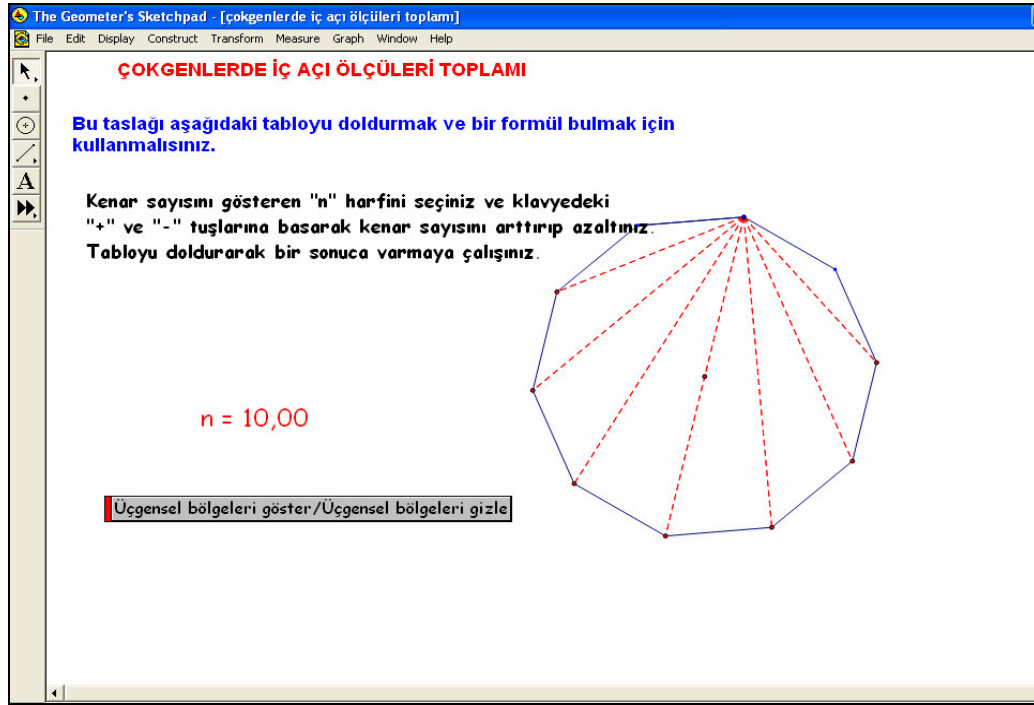 The Geometer's Sketchpad - [çokgenlerde iç açı ölçüleri toplamı]
File Edit Display Construct Transform Measure Graph Window Help
ÇOKGENLERDE İÇ AÇI ÖLÇÜLERİ TOPLAMI
Bu taslağı aşağıdaki tabloyu doldurmak ve bir formül bulmak için
kullanmalısınız.
Kenar sayısını gösteren "n" harfini seçiniz ve klavyedeki
"+" ve "-" tuşlarına basarak kenar sayısını arttırıp azaltınız.
Tabloyu doldurarak bir sonuca varmaya çalışınız.
n = 10,00
Üçgensel bölgeleri göster/Üçgensel bölgeleri gizle
A